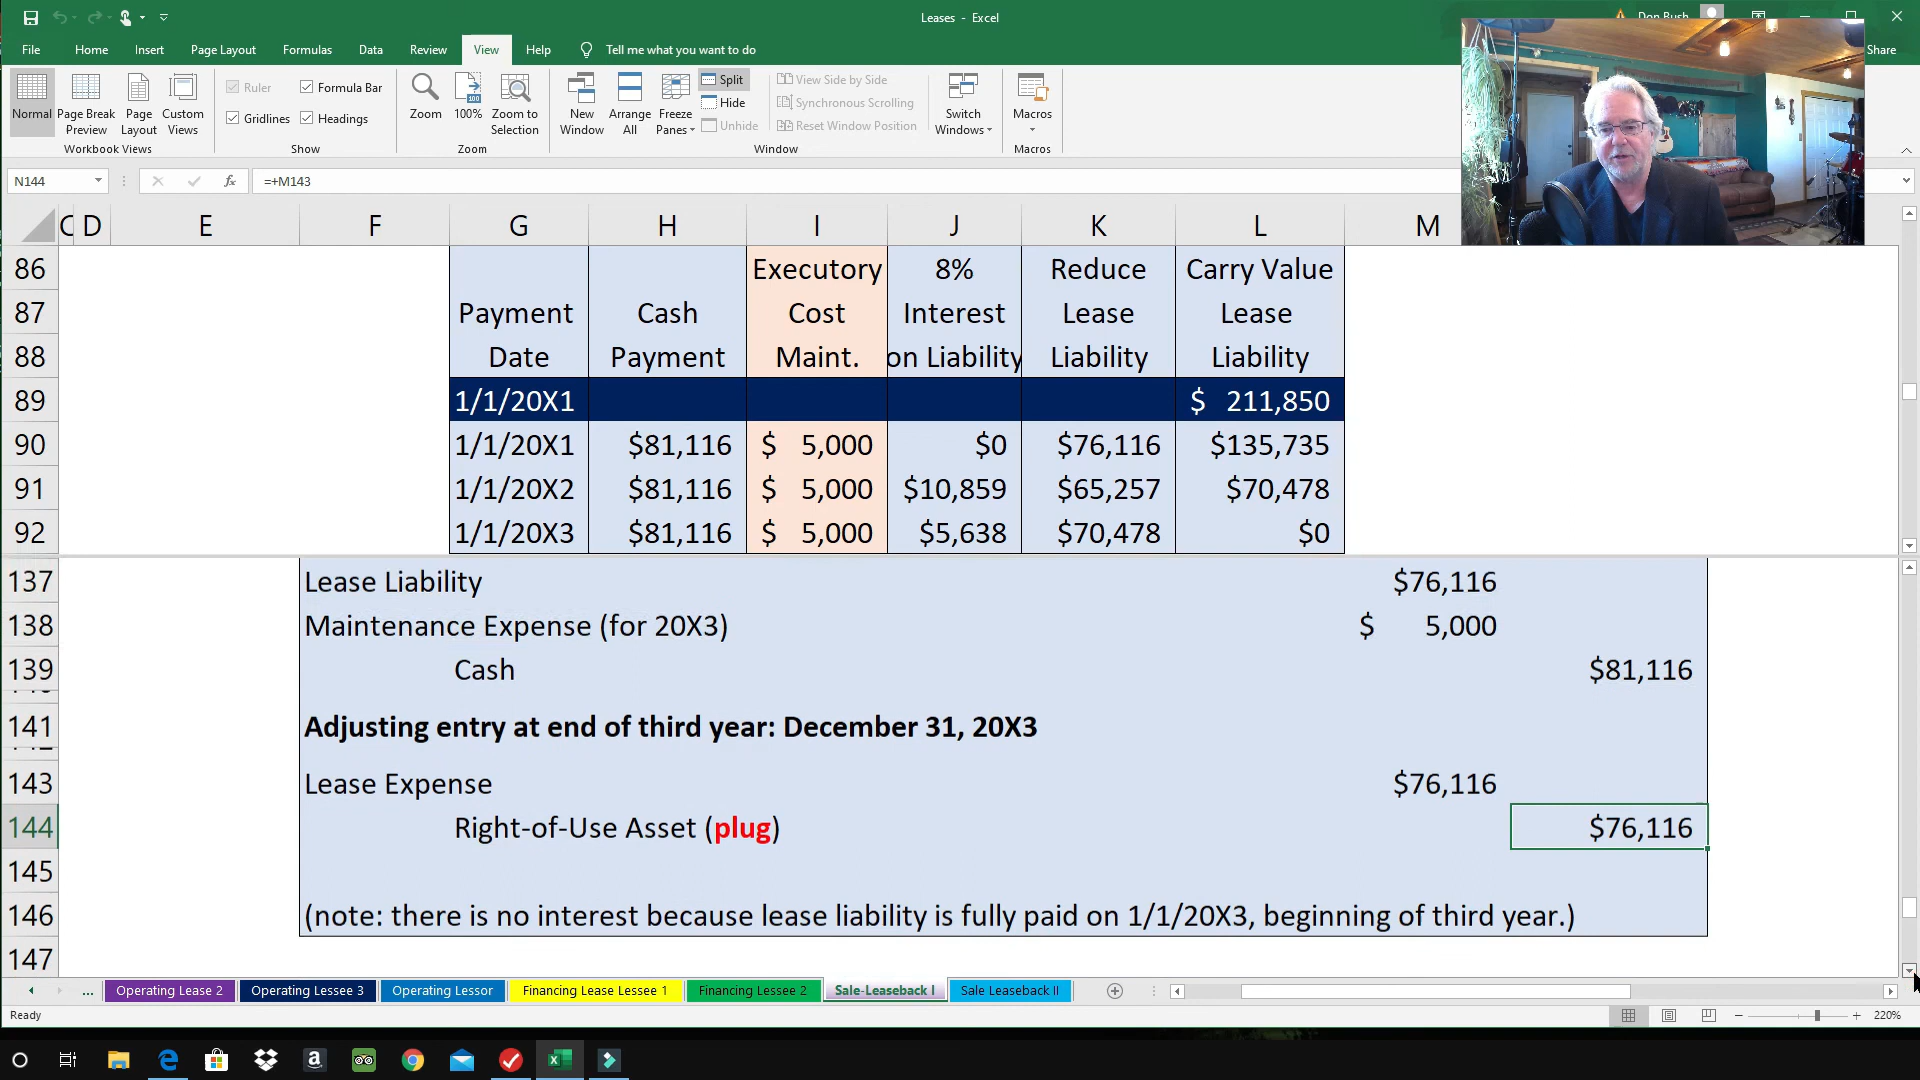 Leases - Excel
Don Bush
File Home Insert Page Layout Formulas Data Review View Help Tell me what you want to do
Share
Normal
Page Break Preview
Page Layout
Custom Views
Workbook Views
Ruler
Formula Bar
Gridlines
Headings
Show
Zoom
100%
Zoom to Selection
Zoom
New Window
Arrange All
Freeze Panes
Split
Hide
Unhide
View Side by Side
Synchronous Scrolling
Reset Window Position
Window
Switch Windows
Macros
Macros
N144 fx =+M143
C D E F G H I J K L M
86 Executory 8% Reduce Carry Value
87 Payment Cash Cost Interest Lease Lease
88 Date Payment Maint. on Liability Liability Liability
89 1/1/20X1 $ 211,850
90 1/1/20X1 $81,116 $ 5,000 $0 $76,116 $135,735
91 1/1/20X2 $81,116 $ 5,000 $10,859 $65,257 $70,478
92 1/1/20X3 $81,116 $ 5,000 $5,638 $70,478 $0
137 Lease Liability $76,116
138 Maintenance Expense (for 20X3) $ 5,000
139 Cash $81,116
141 Adjusting entry at end of third year: December 31, 20X3
143 Lease Expense $76,116
144 Right-of-Use Asset (plug) $76,116
145
146 (note: there is no interest because lease liability is fully paid on 1/1/20X3, beginning of third year.)
147
... Operating Lease 2 Operating Lessee 3 Operating Lessor Financing Lease Lessee 1 Financing Lessee 2 Sale-Leaseback I Sale Leaseback II
Ready
220%